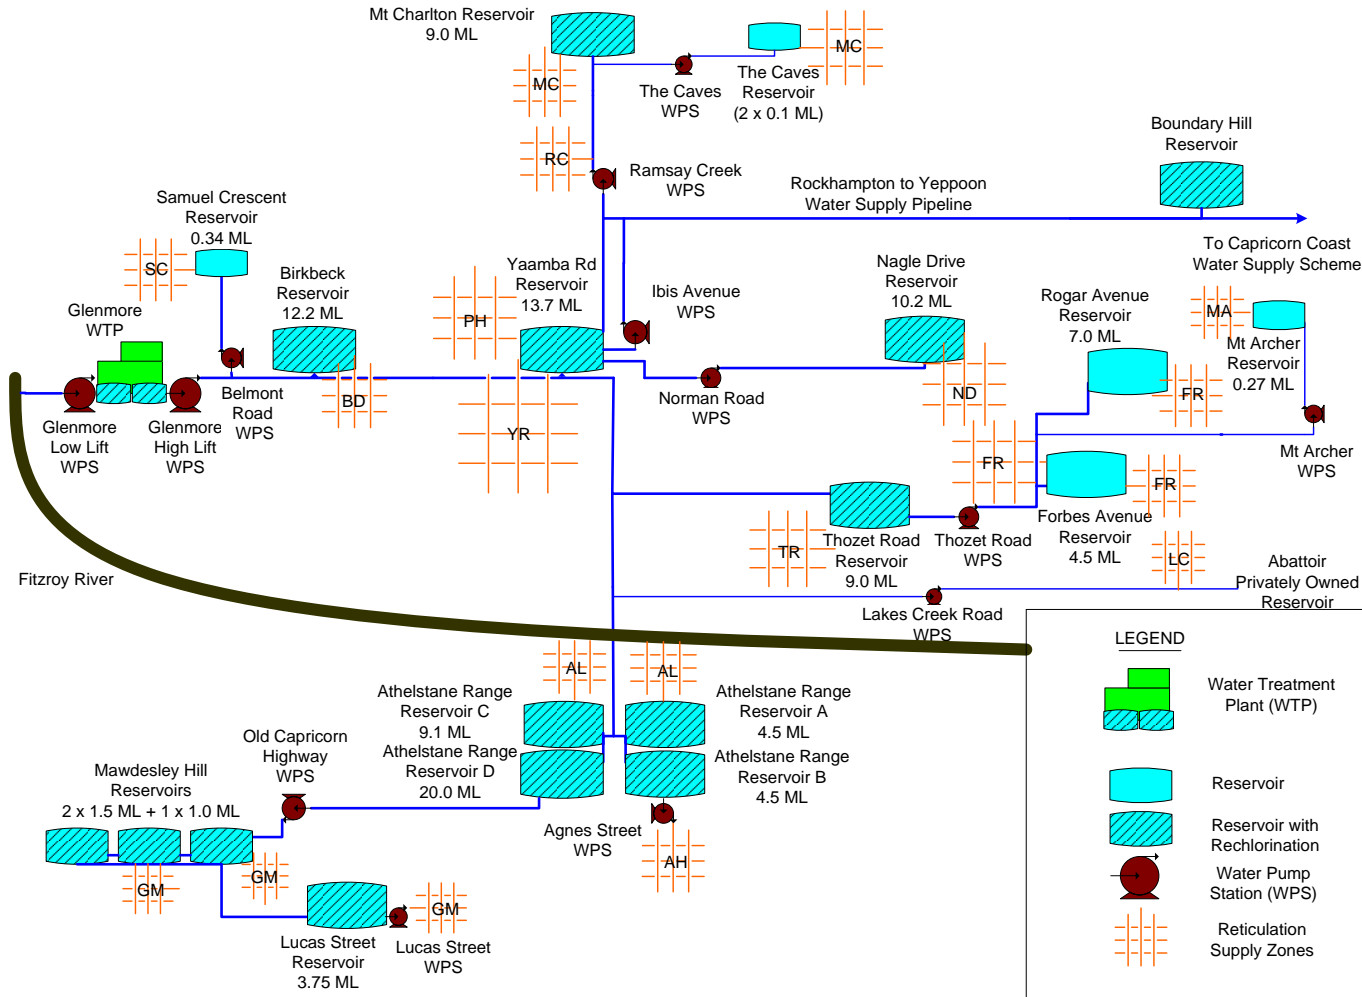 Mt Charlton Reservoir
9.0 ML
MC
MC
The Caves
WPS
The Caves
Reservoir
(2 x 0.1 ML)
RC
Ramsay Creek
WPS
Boundary Hill
Reservoir
Rockhampton to Yeppoon
Water Supply Pipeline
To Capricorn Coast
Water Supply Scheme
Samuel Crescent
Reservoir
0.34 ML
SC
Glenmore
WTP
Birkbeck
Reservoir
12.2 ML
PH
Yaamba Rd
Reservoir
13.7 ML
Ibis Avenue
WPS
Nagle Drive
Reservoir
10.2 ML
Rogar Avenue
Reservoir
7.0 ML
MA
Mt Archer
Reservoir
0.27 ML
Glenmore
Low Lift
WPS
Glenmore
High Lift
WPS
Belmont
Road
WPS
BD
YR
Norman Road
WPS
ND
FR
FR
Mt Archer
WPS
FR
Forbes Avenue
Reservoir
4.5 ML
Thozet Road
Reservoir
9.0 ML
TR
Thozet Road
WPS
LC
Abattoir
Privately Owned
Reservoir
Lakes Creek Road
WPS
Fitzroy River
AL
AL
Athelstane Range
Reservoir C
9.1 ML
Athelstane Range
Reservoir A
4.5 ML
Athelstane Range
Reservoir D
20.0 ML
Athelstane Range
Reservoir B
4.5 ML
Old Capricorn
Highway
WPS
Mawdesley Hill
Reservoirs
2 x 1.5 ML + 1 x 1.0 ML
Agnes Street
WPS
AH
GM
GM
GM
Lucas Street
Reservoir
3.75 ML
Lucas Street
WPS
LEGEND
Water Treatment
Plant (WTP)
Reservoir
Reservoir with
Rechlorination
Water Pump
Station (WPS)
Reticulation
Supply Zones